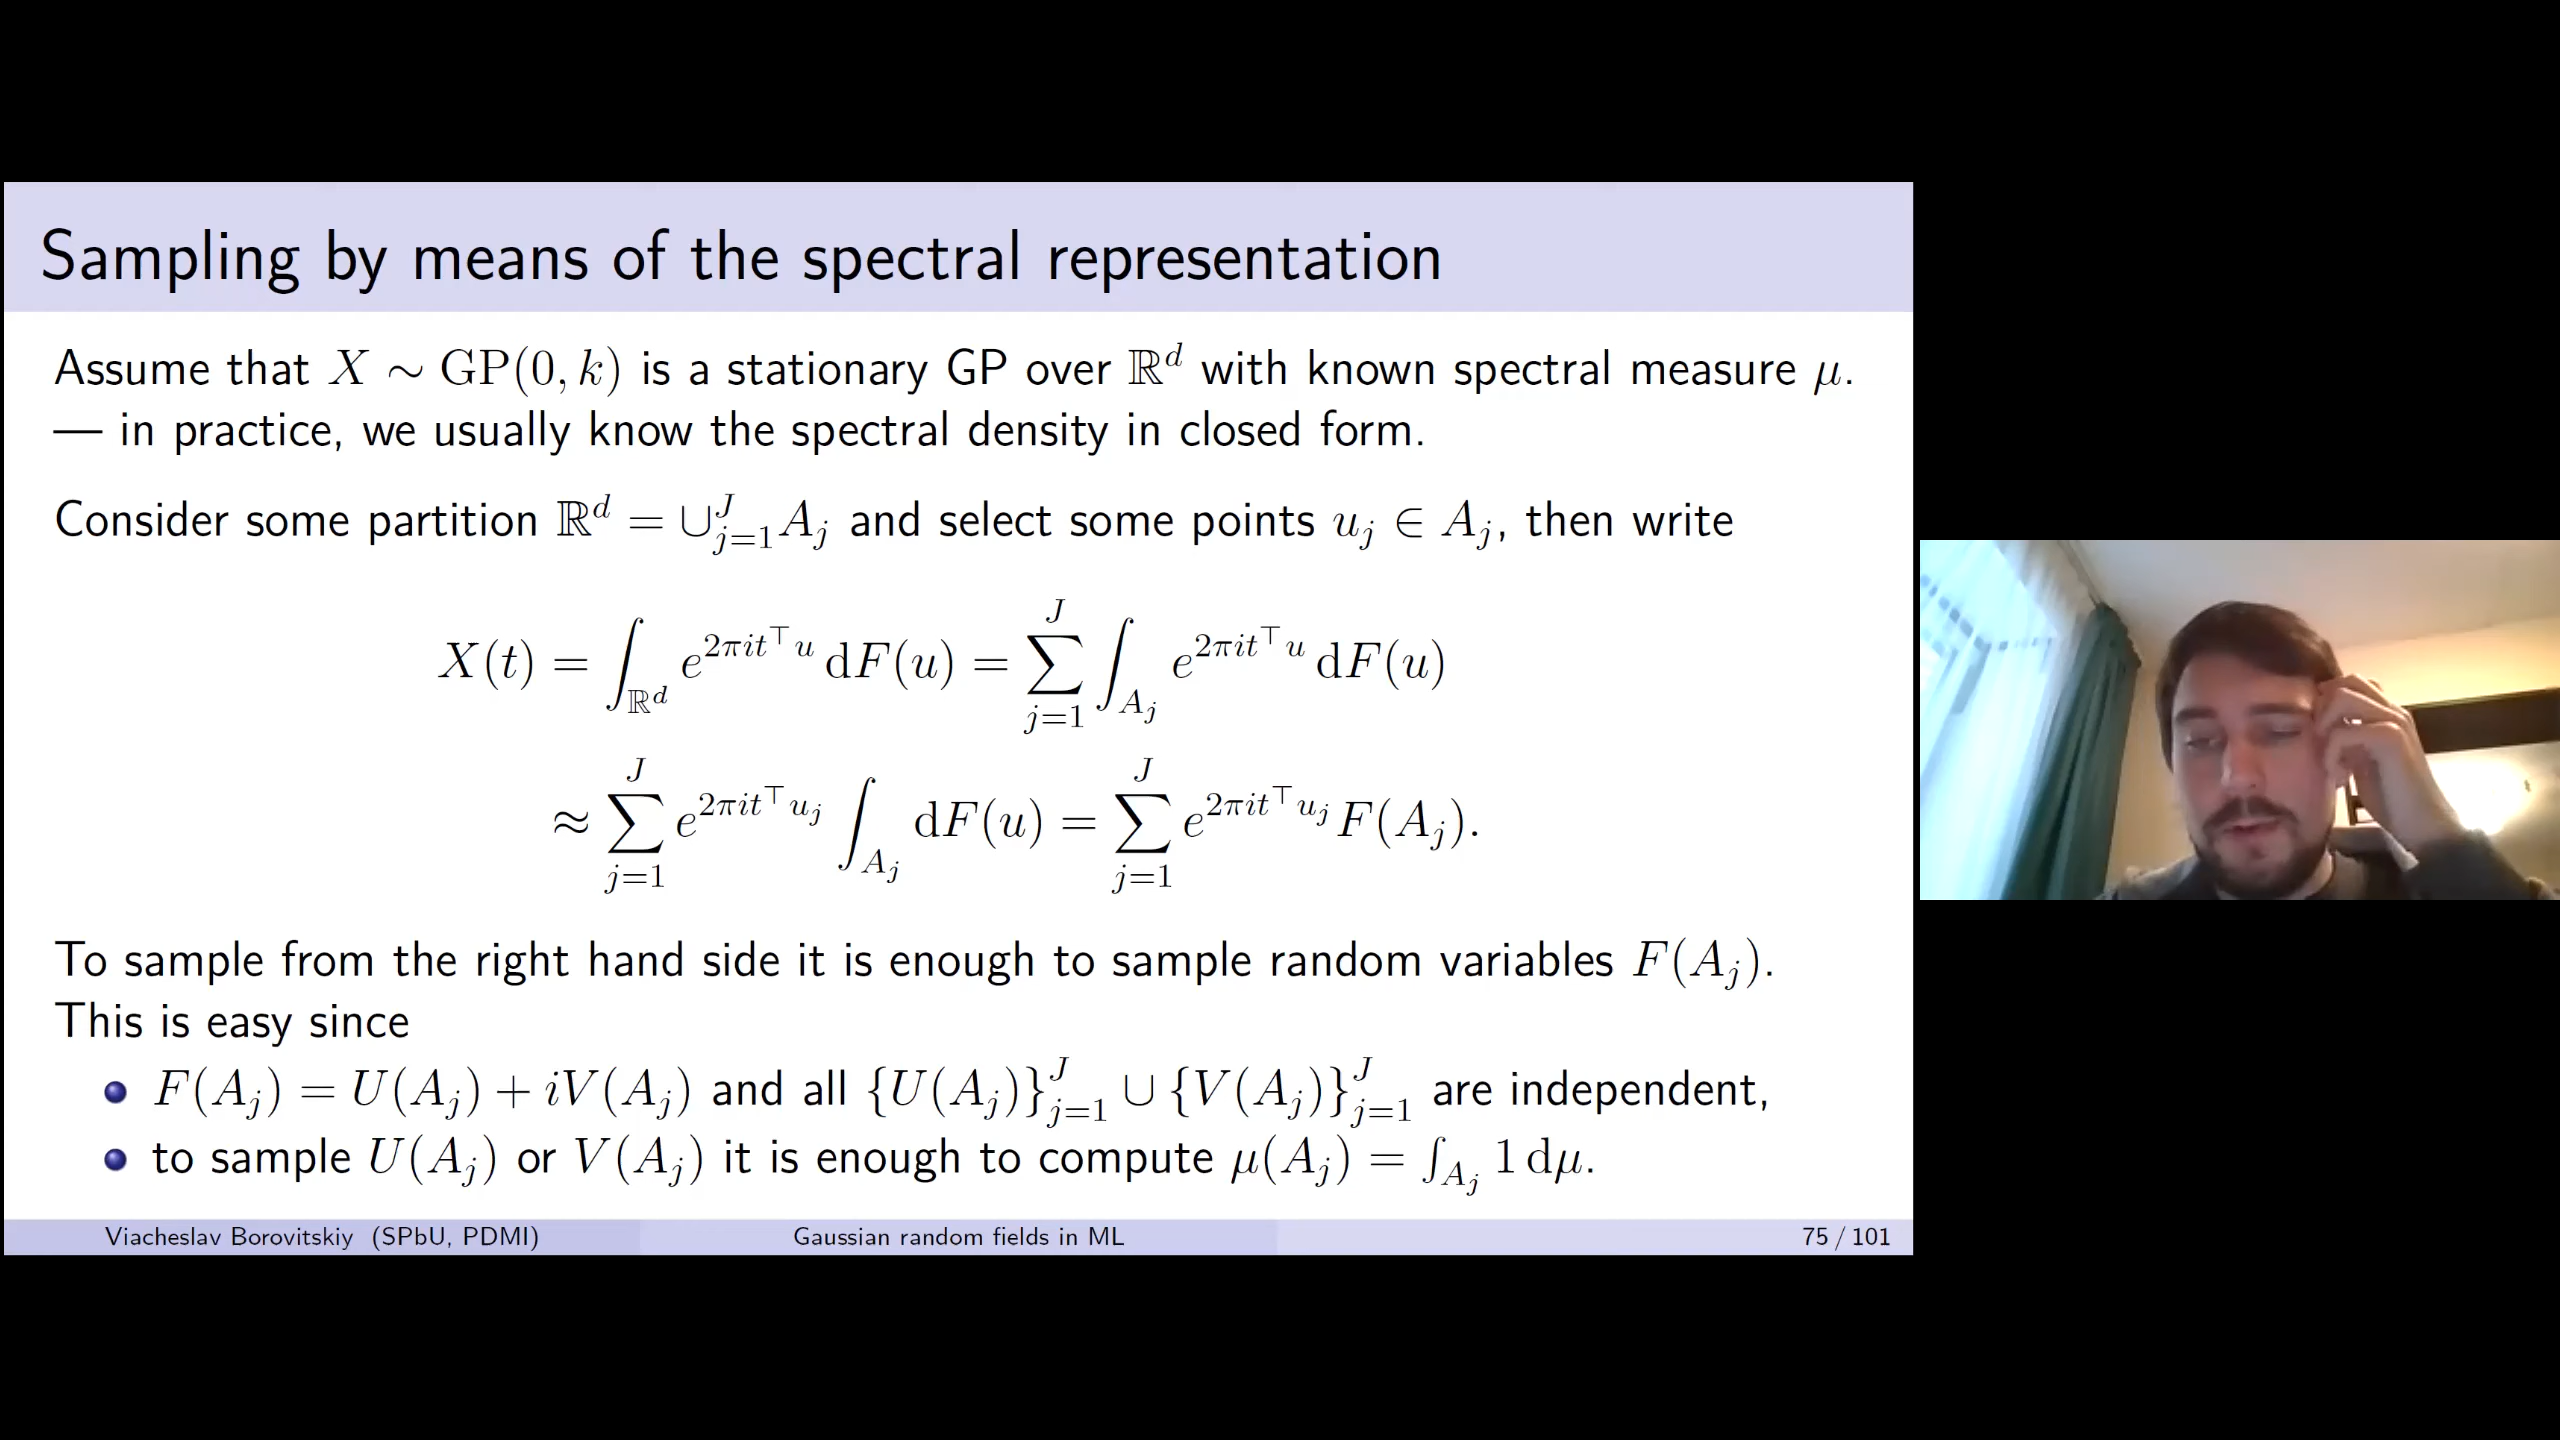 Sampling by means of the spectral representation
Assume that X ∼ GP(0, k) is a stationary GP over ℝ^d with known spectral measure μ.
— in practice, we usually know the spectral density in closed form.
Consider some partition ℝ^d = ∪_{j=1}^J A_j and select some points u_j ∈ A_j, then write
X(t) = ∫_{ℝ^d} e^{2πit^⊤u} dF(u) = ∑_{j=1}^J ∫_{A_j} e^{2πit^⊤u} dF(u)
≈ ∑_{j=1}^J e^{2πit^⊤u_j} ∫_{A_j} dF(u) = ∑_{j=1}^J e^{2πit^⊤u_j} F(A_j).
To sample from the right hand side it is enough to sample random variables F(A_j).
This is easy since
F(A_j) = U(A_j) + iV(A_j) and all {U(A_j)}_{j=1}^J ∪ {V(A_j)}_{j=1}^J are independent,
to sample U(A_j) or V(A_j) it is enough to compute μ(A_j) = ∫_{A_j} 1 dμ.
Viacheslav Borovitskiy (SPbU, PDMI) Gaussian random fields in ML 75 / 101